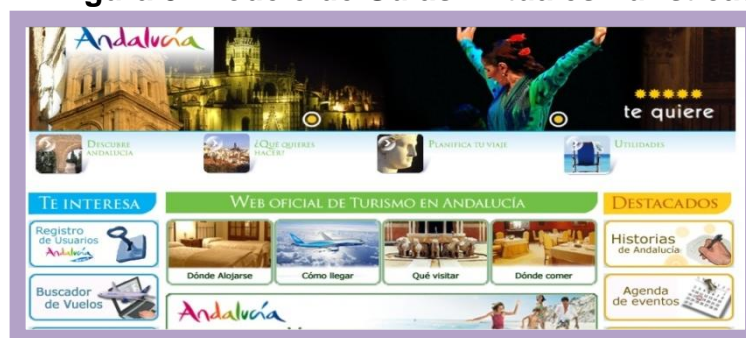 Andalucía
te quiere
DESCUBRE
ANDALUCÍA
¿QUÉ QUIERES
HACER?
PLANIFICA TU VIAJE
UTILIDADES
TE INTERESA
WEB OFICIAL DE TURISMO EN ANDALUCÍA
DESTACADOS
Registro
de Usuarios
Andalucía
Dónde Alojarse
Cómo llegar
Qué visitar
Dónde comer
Historias
de Andalucía
Buscador
de Vuelos
Andalucía
Agenda
de eventos